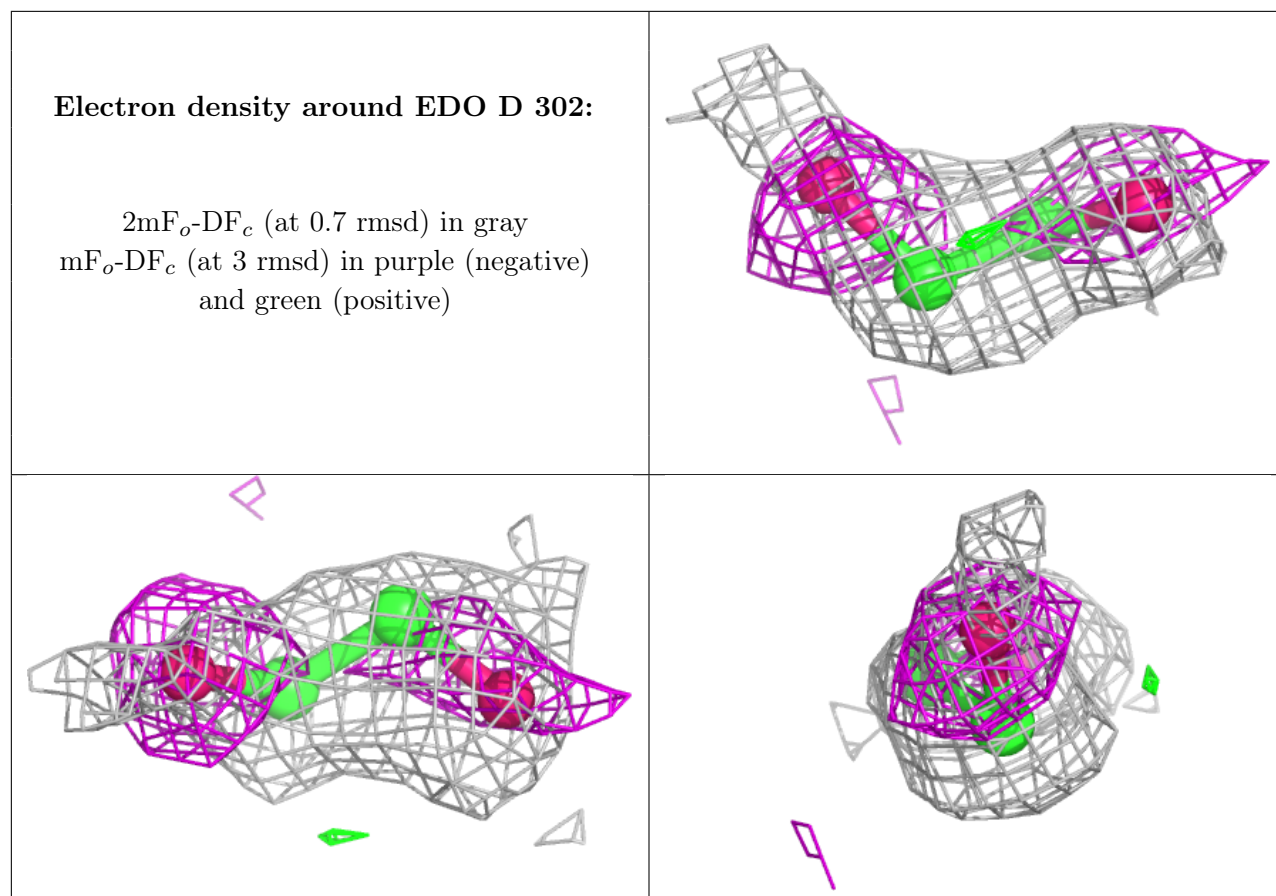 Electron density around EDO D 302:
2mFₒ-DF𝒸 (at 0.7 rmsd) in gray
mFₒ-DF𝒸 (at 3 rmsd) in purple (negative)
and green (positive)